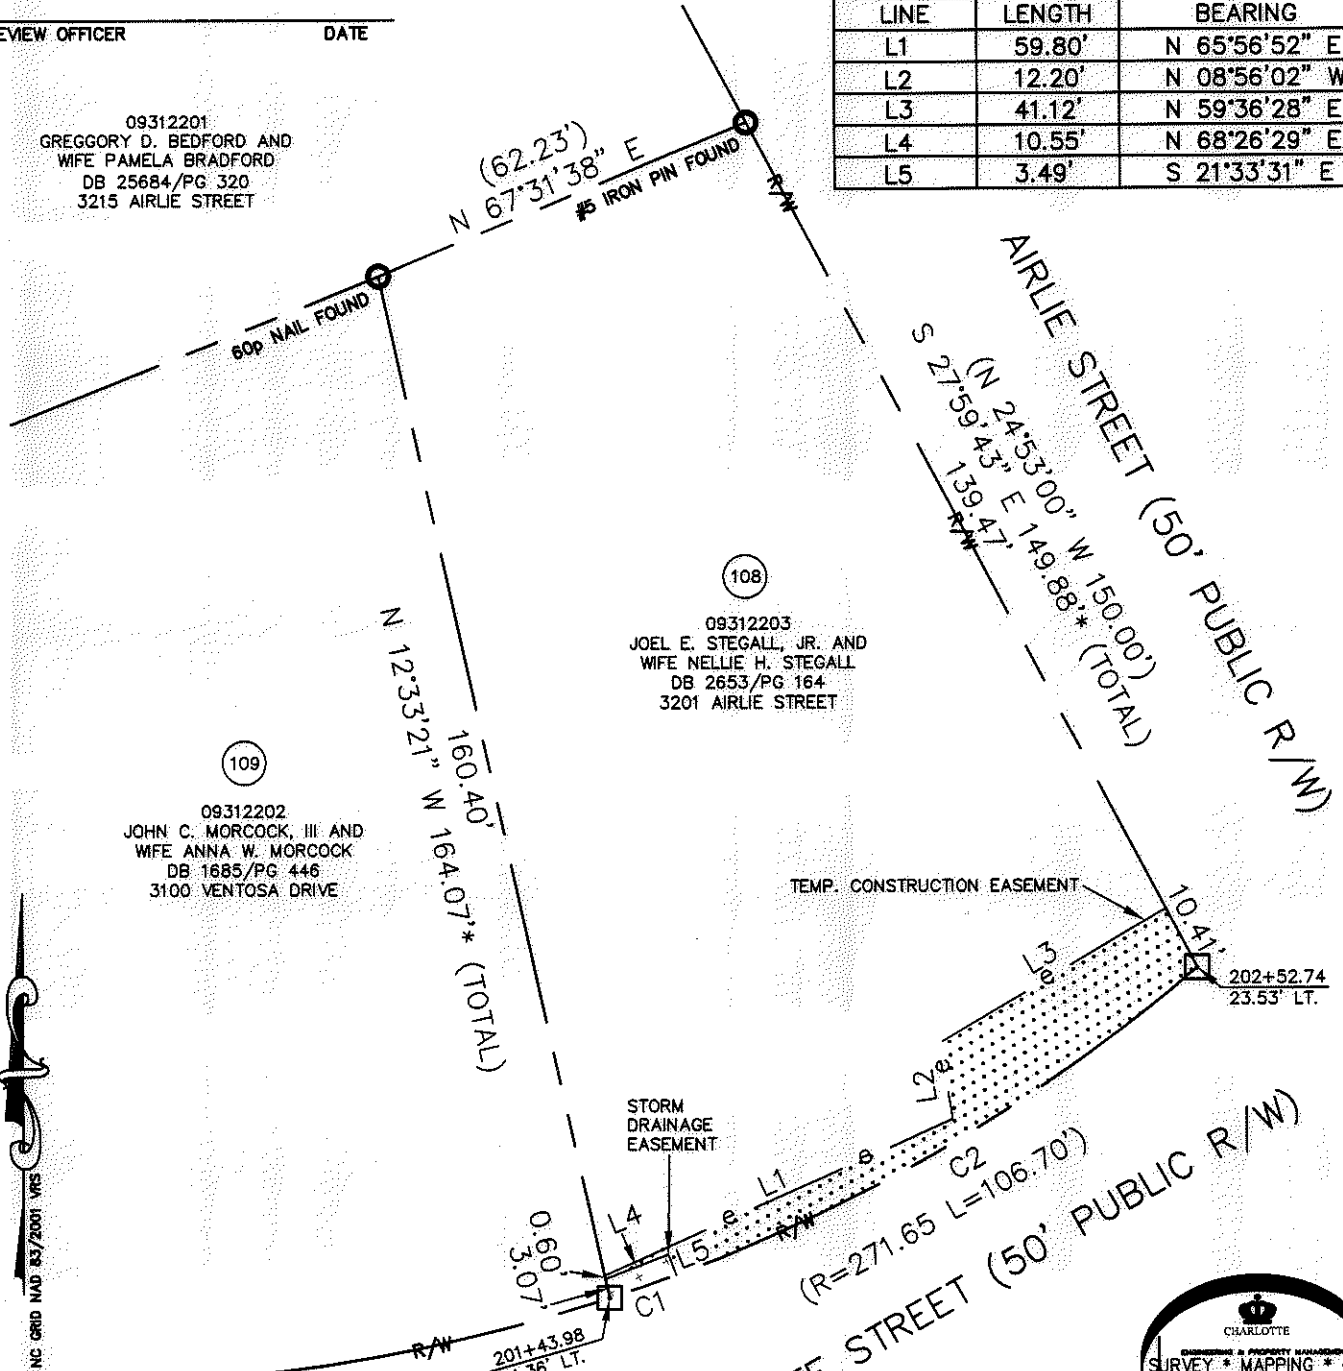 EVIEW OFFICER DATE
LINE LENGTH BEARING
L1 59.80' N 65°56'52" E
L2 12.20' N 08°56'02" W
L3 41.12' N 59°36'28" E
L4 10.55' N 68°26'29" E
L5 3.49' S 21°33'31" E
09312201
GREGGORY D. BEDFORD AND
WIFE PAMELA BRADFORD
DB 25684/PG 320
3215 AIRLIE STREET
(62.23')
N 67°31'38" E
#5 IRON PIN FOUND
60p NAIL FOUND
R/W
AIRLIE STREET (50' PUBLIC R/W)
(N 24°53'00" W 150.00')
S 27°59'43" E 149.88'* (TOTAL)
139.47'
R/W
108
09312203
JOEL E. STEGALL, JR. AND
WIFE NELLIE H. STEGALL
DB 2653/PG 164
3201 AIRLIE STREET
160.40'
N 12°33'21" W 164.07'* (TOTAL)
109
09312202
JOHN C. MORCOCK, III AND
WIFE ANNA W. MORCOCK
DB 1685/PG 446
3100 VENTOSA DRIVE
TEMP. CONSTRUCTION EASEMENT
10.41'
L3
e
202+52.74
23.53' LT.
L2
e
STORM
DRAINAGE
EASEMENT
L1
e
e
C2
R/W
L4
L5
0.60'
3.07'
C1
(R=271.65 L=106.70')
STREET (50' PUBLIC R/W)
R/W
201+43.98
36' LT.
NC GRID NAD 83/2001 VRS
CHARLOTTE
ENGINEERING & PROPERTY MANAGEMENT
SURVEY * MAPPING *